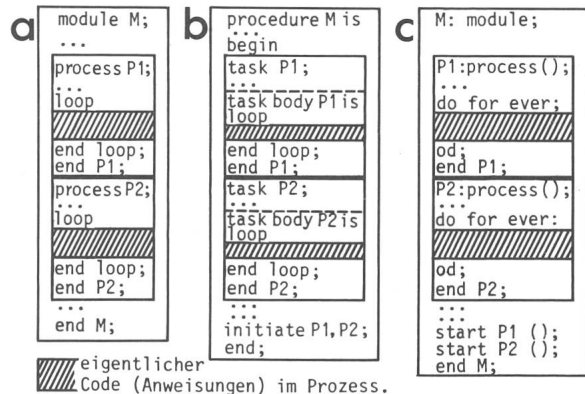 a
module M;
...
process P1;
...
loop
end loop;
end P1;
process P2;
...
loop
end loop;
end P2;
...
end M;
b
procedure M is
...
begin
task P1;
...
task body P1 is
loop
end loop;
end P1;
task P2;
...
task body P2 is
loop
end loop;
end P2;
...
...
initiate P1,P2;
end;
c
M: module;
...
P1:process();
...
do for ever;
od;
end P1;
P2:process();
...
do for ever:
od;
end P2;
...
...
start P1 ();
start P2 ();
end M;
eigentlicher
Code (Anweisungen) im Prozess.